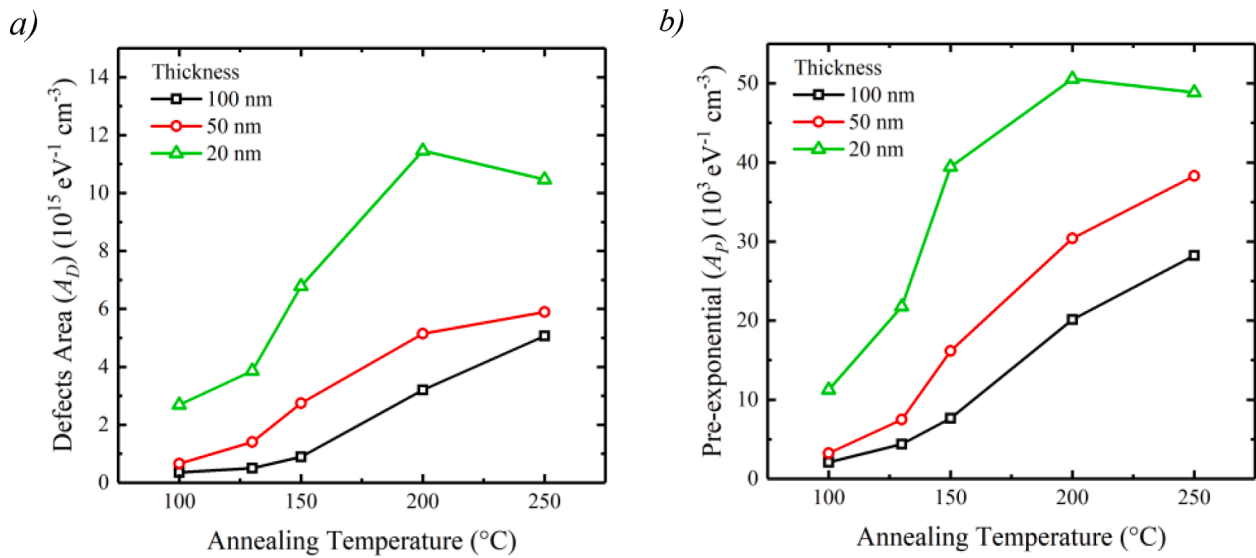 a)
Defects Area (A_D) (10^15 eV^-1 cm^-3)
14
12
10
8
6
4
2
0
Thickness
100 nm
50 nm
20 nm
100 150 200 250
Annealing Temperature (°C)
b)
Pre-exponential (A_P) (10^3 eV^-1 cm^-3)
50
40
30
20
10
0
Thickness
100 nm
50 nm
20 nm
100 150 200 250
Annealing Temperature (°C)